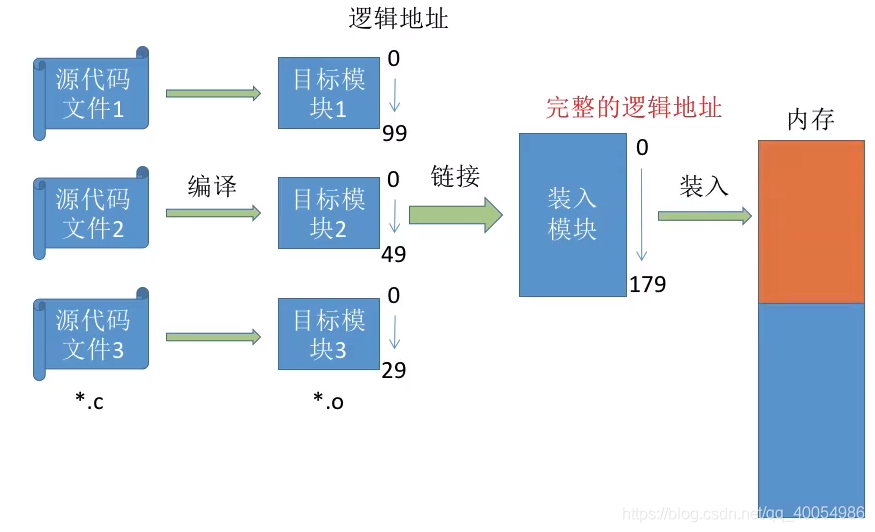 逻辑地址
源代码
文件1
目标模
块1
0
99
源代码
文件2
编译
目标模
块2
0
49
链接
源代码
文件3
目标模
块3
0
29
*.c
*.o
完整的逻辑地址
装入
模块
0
179
装入
内存
https://blog.csdn.net/qq_40054986